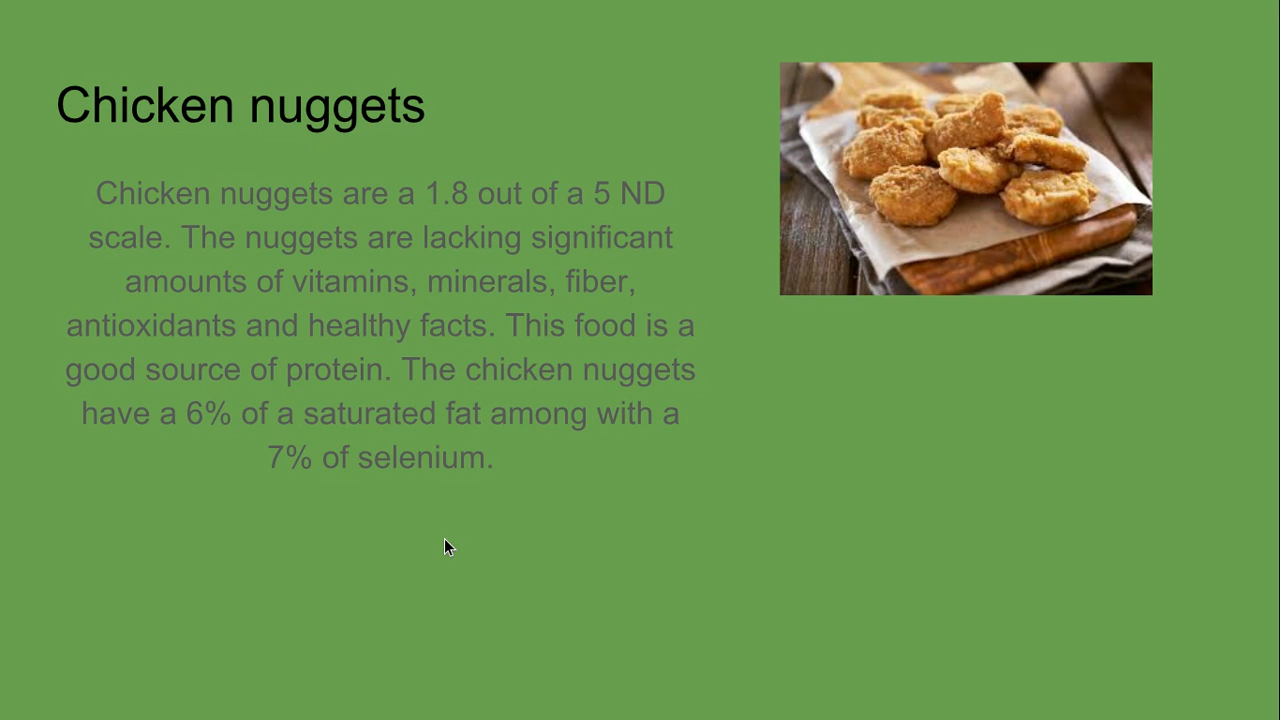 Chicken nuggets
Chicken nuggets are a 1.8 out of a 5 ND
scale. The nuggets are lacking significant
amounts of vitamins, minerals, fiber,
antioxidants and healthy facts. This food is a
good source of protein. The chicken nuggets
have a 6% of a saturated fat among with a
7% of selenium.